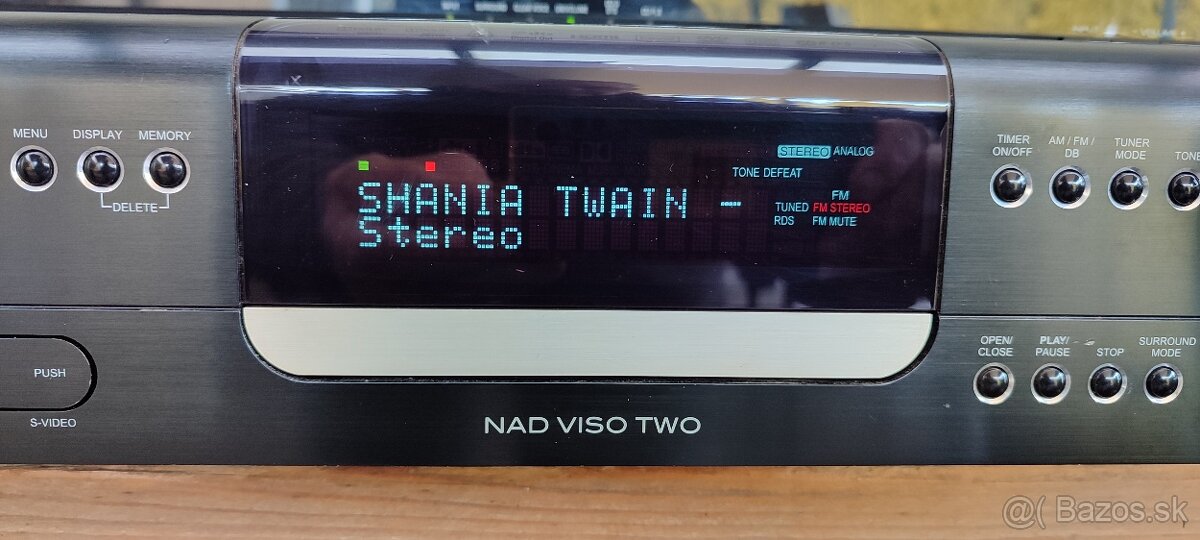 MENU DISPLAY MEMORY
DELETE
STEREO ANALOG
TONE DEFEAT
SHANIA TWAIN -
Stereo
FM
TUNED FM STEREO
RDS FM MUTE
TIMER ON/OFF
AM / FM / DB
TUNER MODE
TONE
PUSH
S-VIDEO
OPEN/ CLOSE
PLAY/ PAUSE
STOP
SURROUND MODE
NAD VISO TWO
@( Bazos.sk